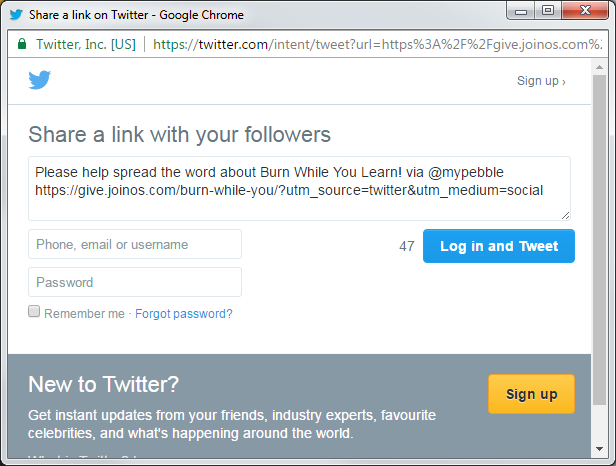 Share a link on Twitter - Google Chrome
Twitter, Inc. [US] https://twitter.com/intent/tweet?url=https%3A%2F%2Fgive.joinos.com%2
Sign up ›
Share a link with your followers
Please help spread the word about Burn While You Learn! via @mypebble
https://give.joinos.com/burn-while-you/?utm_source=twitter&utm_medium=social
Phone, email or username
47 Log in and Tweet
Password
Remember me · Forgot password?
New to Twitter?
Sign up
Get instant updates from your friends, industry experts, favourite
celebrities, and what's happening around the world.